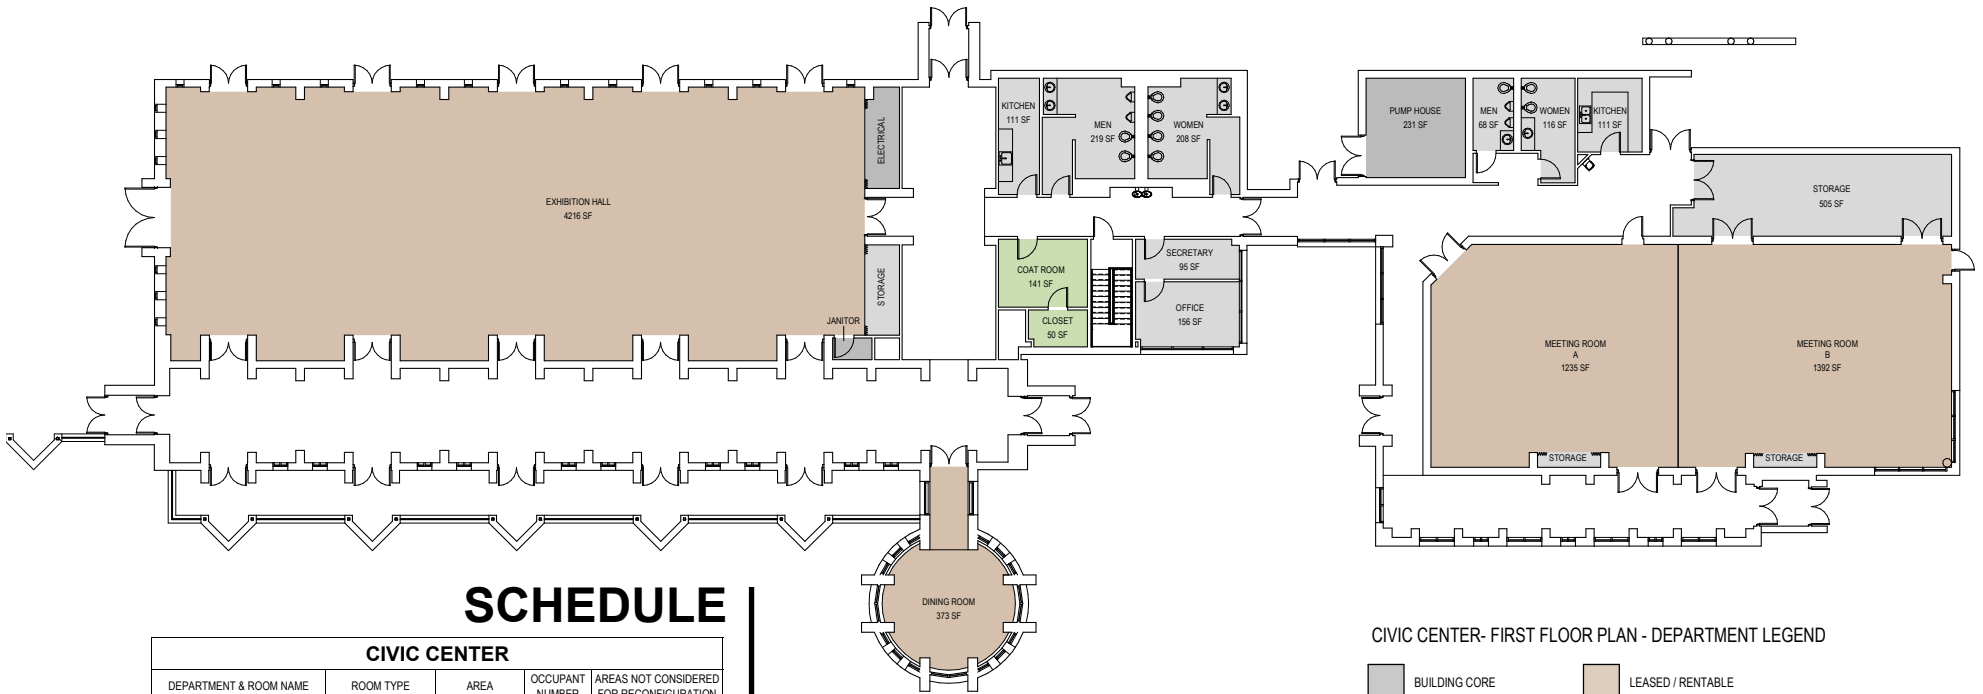 KITCHEN
111 SF
MEN
219 SF
WOMEN
208 SF
ELECTRICAL
PUMP HOUSE
231 SF
MEN
68 SF
WOMEN
116 SF
KITCHEN
111 SF
EXHIBITION HALL
4216 SF
STORAGE
505 SF
COAT ROOM
141 SF
SECRETARY
95 SF
STORAGE
OFFICE
156 SF
JANITOR
CLOSET
50 SF
MEETING ROOM
A
1235 SF
MEETING ROOM
B
1392 SF
STORAGE
STORAGE
DINING ROOM
373 SF
SCHEDULE
CIVIC CENTER
DEPARTMENT & ROOM NAME
ROOM TYPE
AREA
OCCUPANT
NUMBER
AREAS NOT CONSIDERED
FOR RECONFIGURATION
CIVIC CENTER- FIRST FLOOR PLAN - DEPARTMENT LEGEND
BUILDING CORE
LEASED / RENTABLE